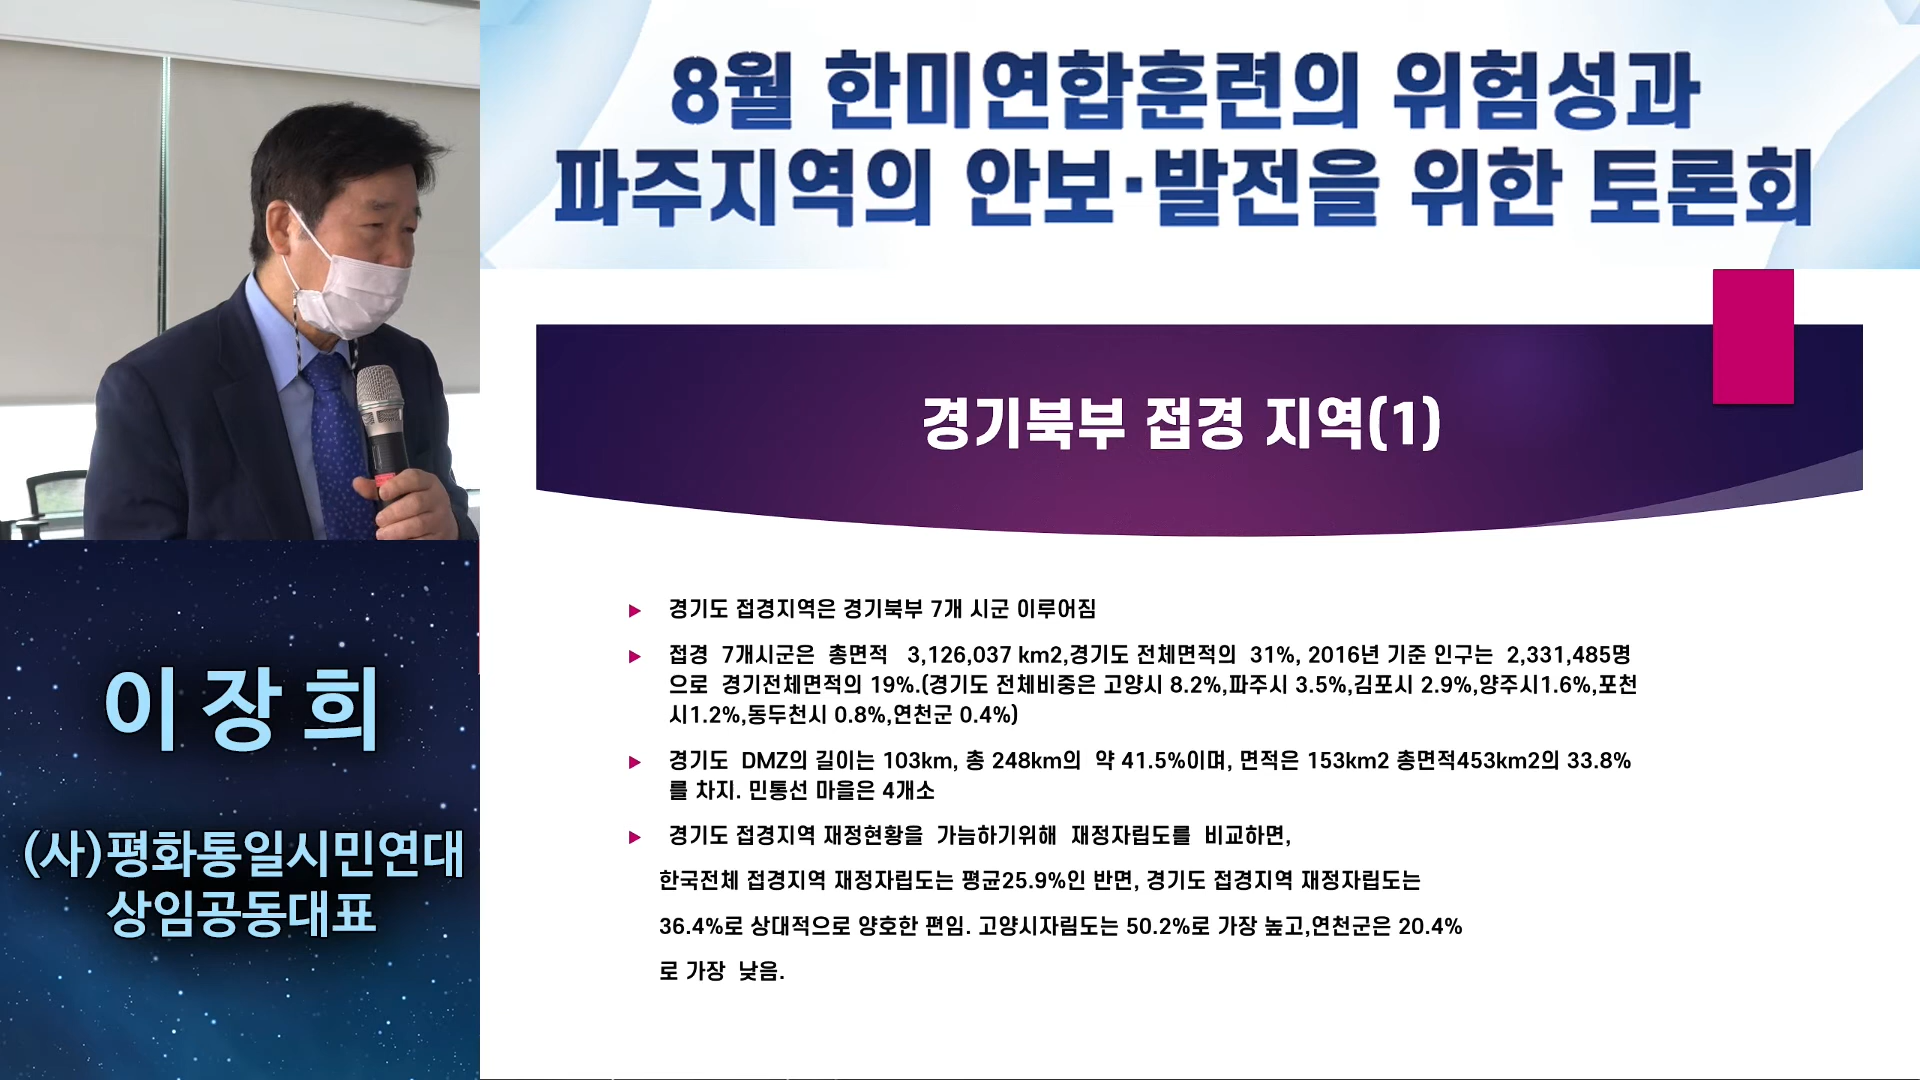 8월 한미연합훈련의 위험성과
파주지역의 안보·발전을 위한 토론회
경기북부 접경 지역(1)
▶ 경기도 접경지역은 경기북부 7개 시군 이루어짐
▶ 접경 7개시군은 총면적 3,126,037 km2,경기도 전체면적의 31%, 2016년 기준 인구는 2,331,485명
으로 경기전체면적의 19%.(경기도 전체비중은 고양시 8.2%,파주시 3.5%,김포시 2.9%,양주시1.6%,포천
시1.2%,동두천시 0.8%,연천군 0.4%)
▶ 경기도 DMZ의 길이는 103km, 총 248km의 약 41.5%이며, 면적은 153km2 총면적453km2의 33.8%
를 차지. 민통선 마을은 4개소
▶ 경기도 접경지역 재정현황을 가늠하기위해 재정자립도를 비교하면,
한국전체 접경지역 재정자립도는 평균25.9%인 반면, 경기도 접경지역 재정자립도는
36.4%로 상대적으로 양호한 편임. 고양시자림도는 50.2%로 가장 높고,연천군은 20.4%
로 가장 낮음.
이장희
(사)평화통일시민연대
상임공동대표